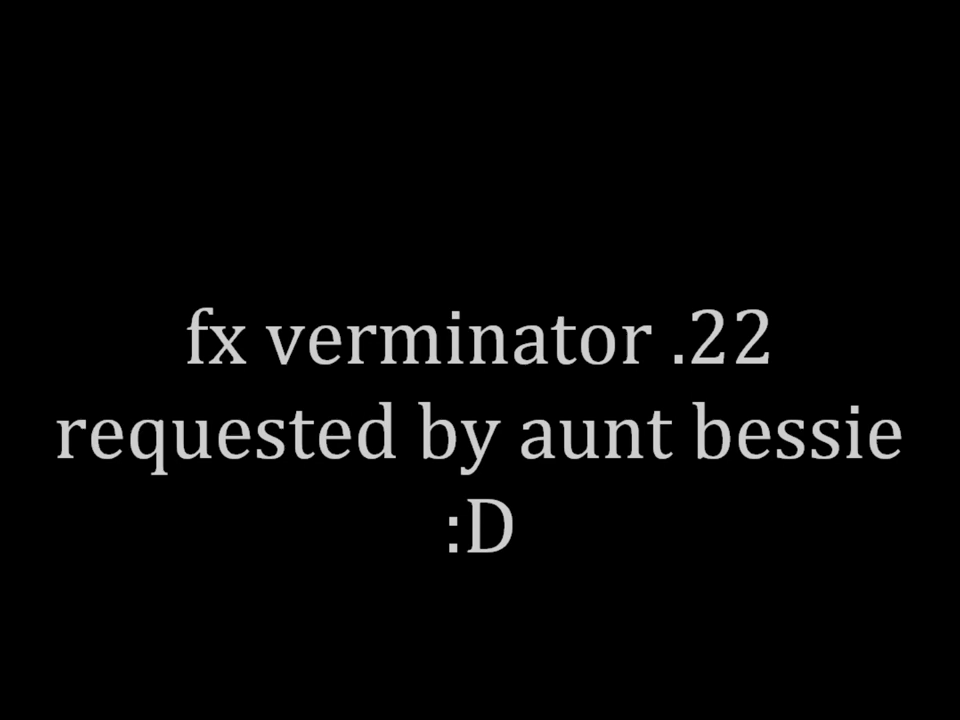 fx verminator .22
requested by aunt bessie
:D